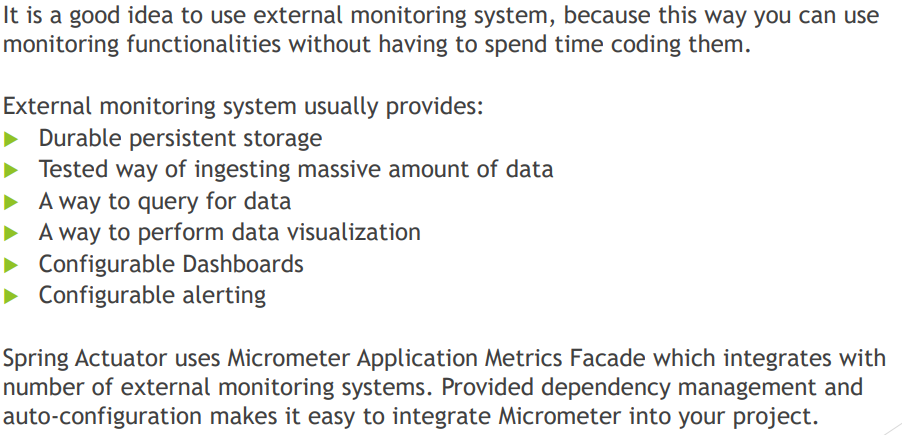 It is a good idea to use external monitoring system, because this way you can use
monitoring functionalities without having to spend time coding them.
External monitoring system usually provides:
Durable persistent storage
Tested way of ingesting massive amount of data
A way to query for data
A way to perform data visualization
Configurable Dashboards
Configurable alerting
Spring Actuator uses Micrometer Application Metrics Facade which integrates with
number of external monitoring systems. Provided dependency management and
auto-configuration makes it easy to integrate Micrometer into your project.